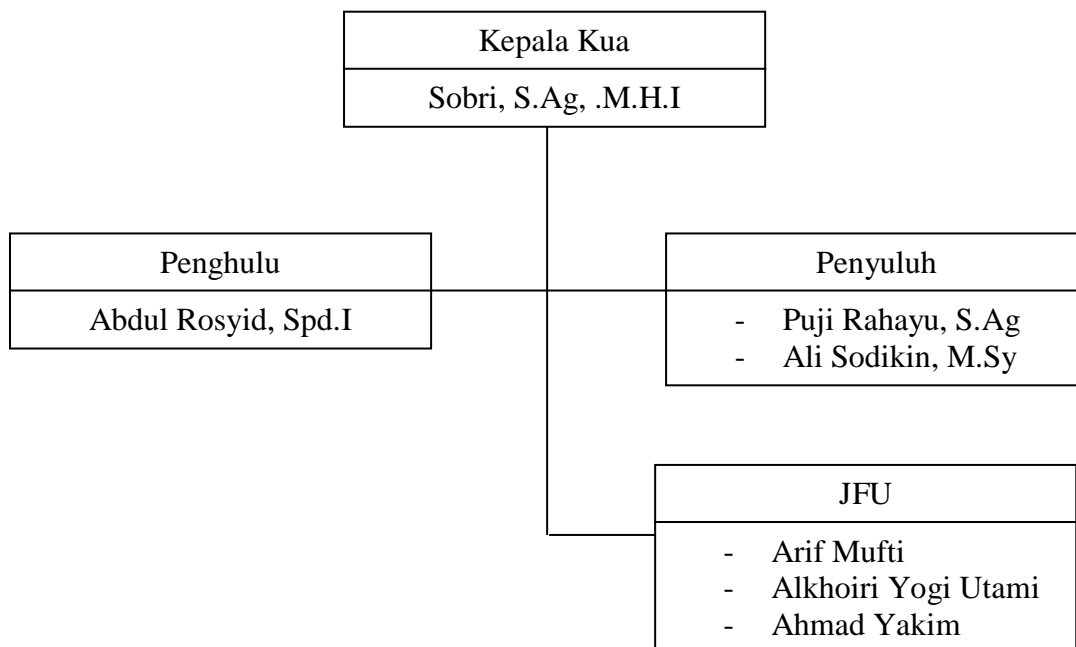 Kepala Kua
Sobri, S.Ag, .M.H.I
Penghulu
Abdul Rosyid, Spd.I
Penyuluh
- Puji Rahayu, S.Ag
- Ali Sodikin, M.Sy
JFU
- Arif Mufti
- Alkhoiri Yogi Utami
- Ahmad Yakim